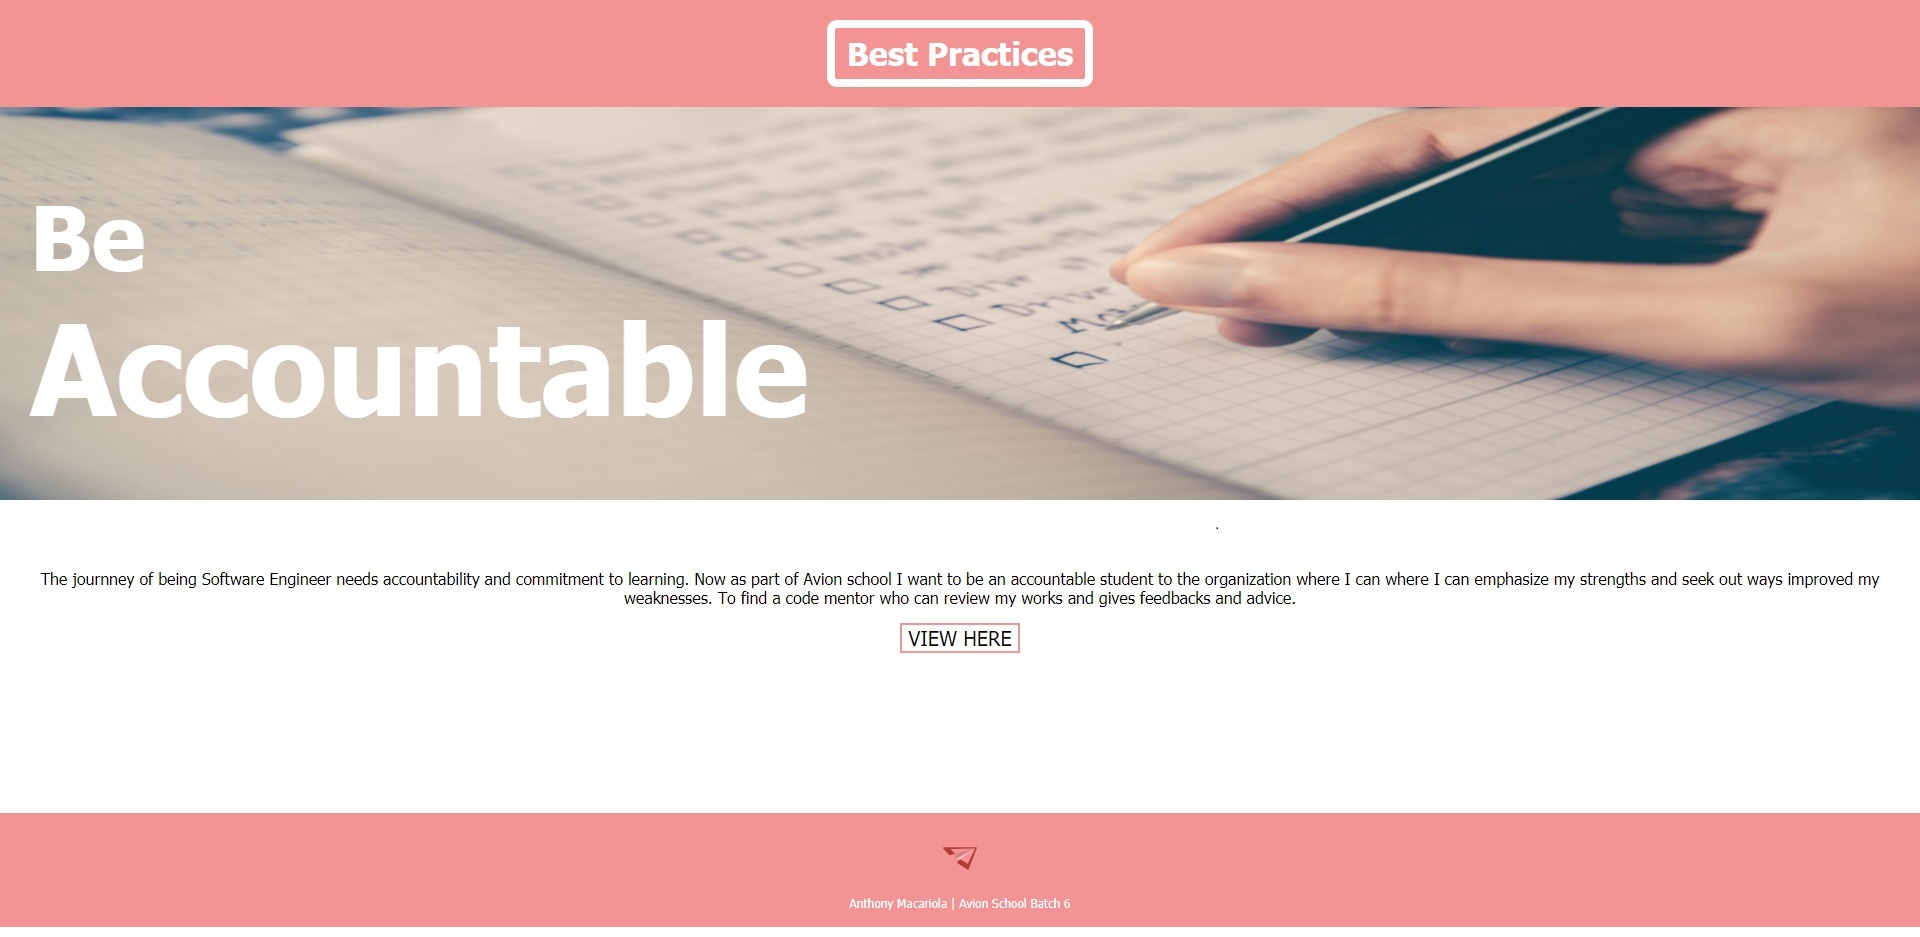 Best Practices
Be
Accountable
.
The journney of being Software Engineer needs accountability and commitment to learning. Now as part of Avion school I want to be an accountable student to the organization where I can where I can emphasize my strengths and seek out ways improved my
weaknesses. To find a code mentor who can review my works and gives feedbacks and advice.
VIEW HERE
Anthony Macariola | Avion School Batch 6